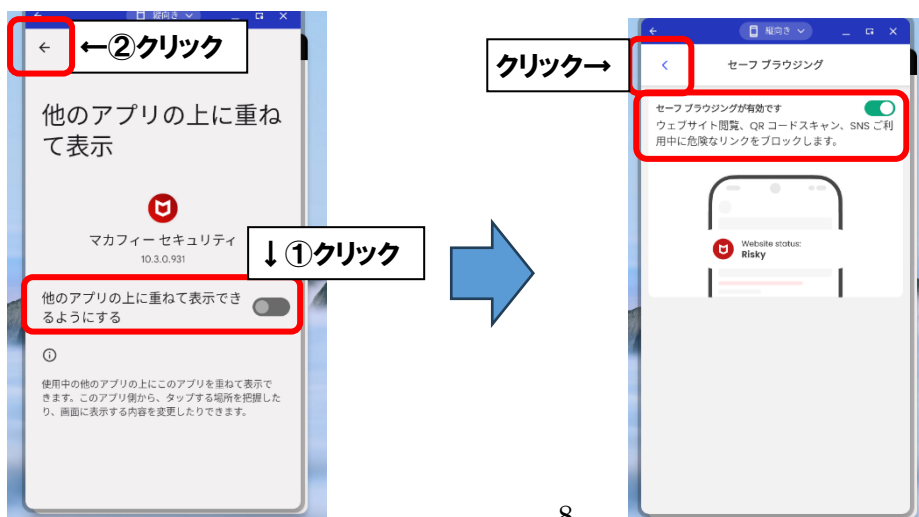 縦向き
←②クリック
他のアプリの上に重ね
て表示
マカフィー セキュリティ
10.3.0.931
↓①クリック
他のアプリの上に重ねて表示でき
るようにする
使用中の他のアプリの上にこのアプリを重ねて表示で
きます。このアプリ側から、タップする場所を把握した
り、画面に表示する内容を変更したりできます。
縦向き
クリック→
セーフ ブラウジング
セーフ ブラウジングが有効です
ウェブサイト閲覧、QR コードスキャン、SNS ご利
用中に危険なリンクをブロックします。
Website status:
Risky
8